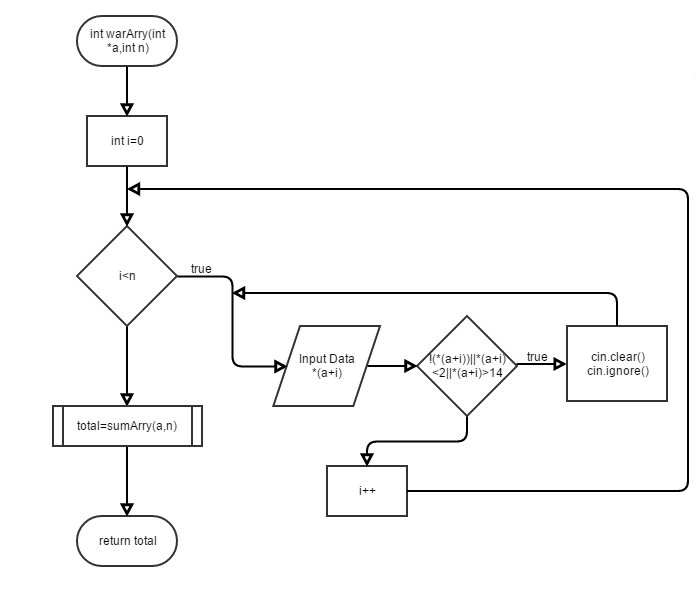 int warArry(int
*a,int n)
int i=0
i<n
true
Input Data
*(a+i)
!(*(a+i))||*(a+i)
<2||*(a+i)>14
true
cin.clear()
cin.ignore()
total=sumArry(a,n)
i++
return total